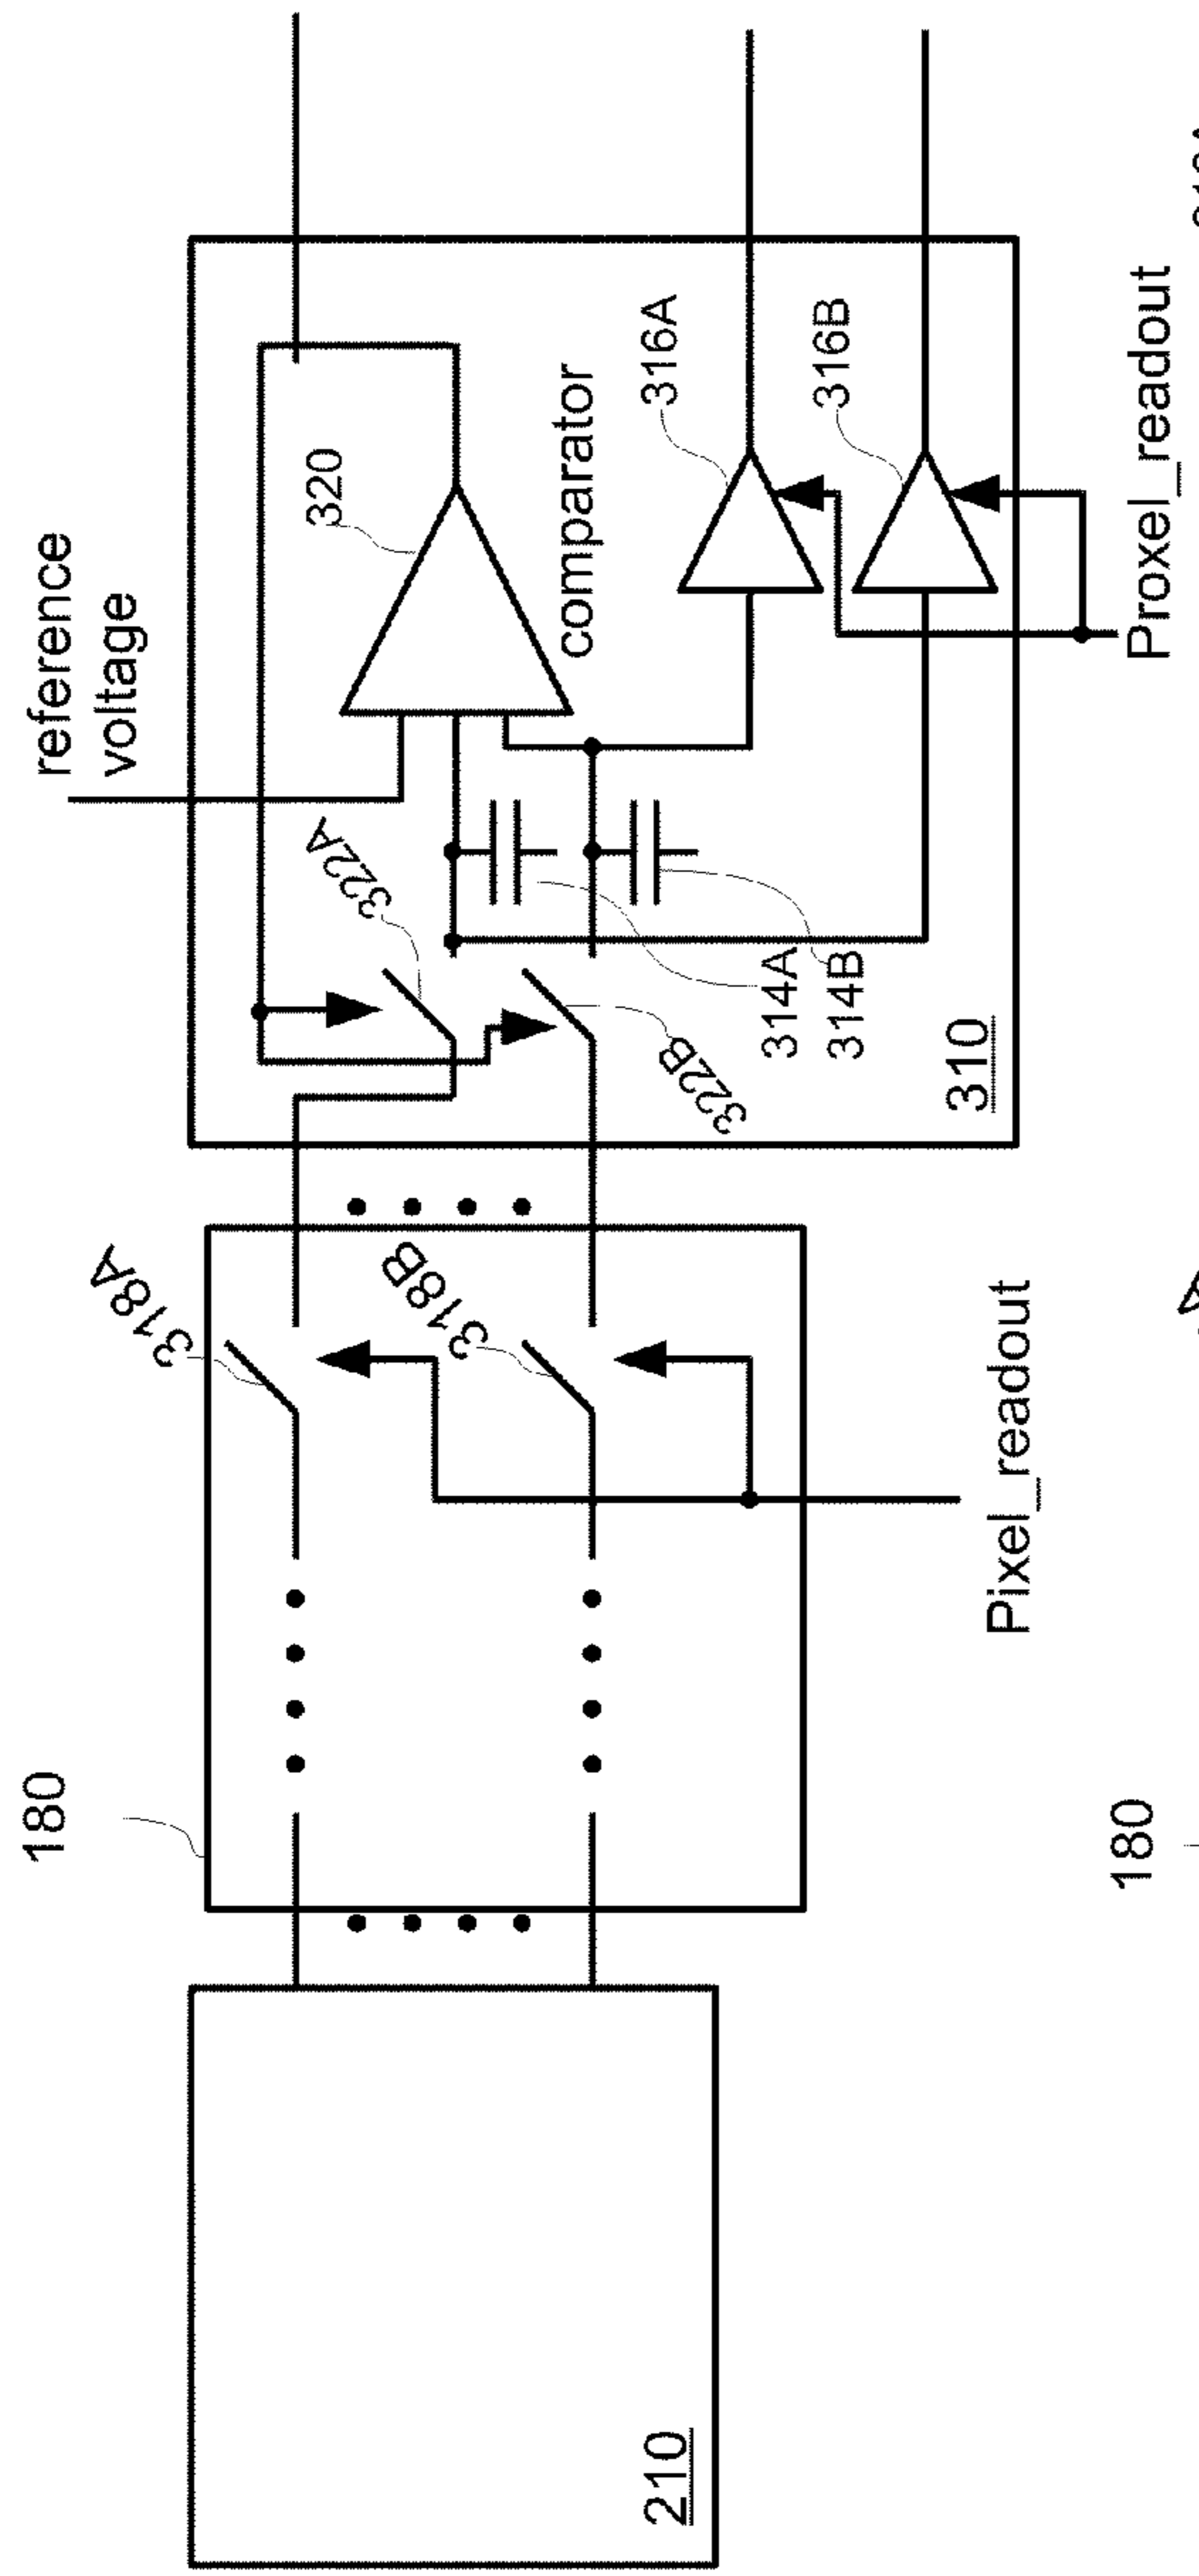 210
180
318A
318B
Pixel_readout
reference
voltage
322A
322B
314A
314B
310
320
comparator
316A
316B
Proxel_readout
180